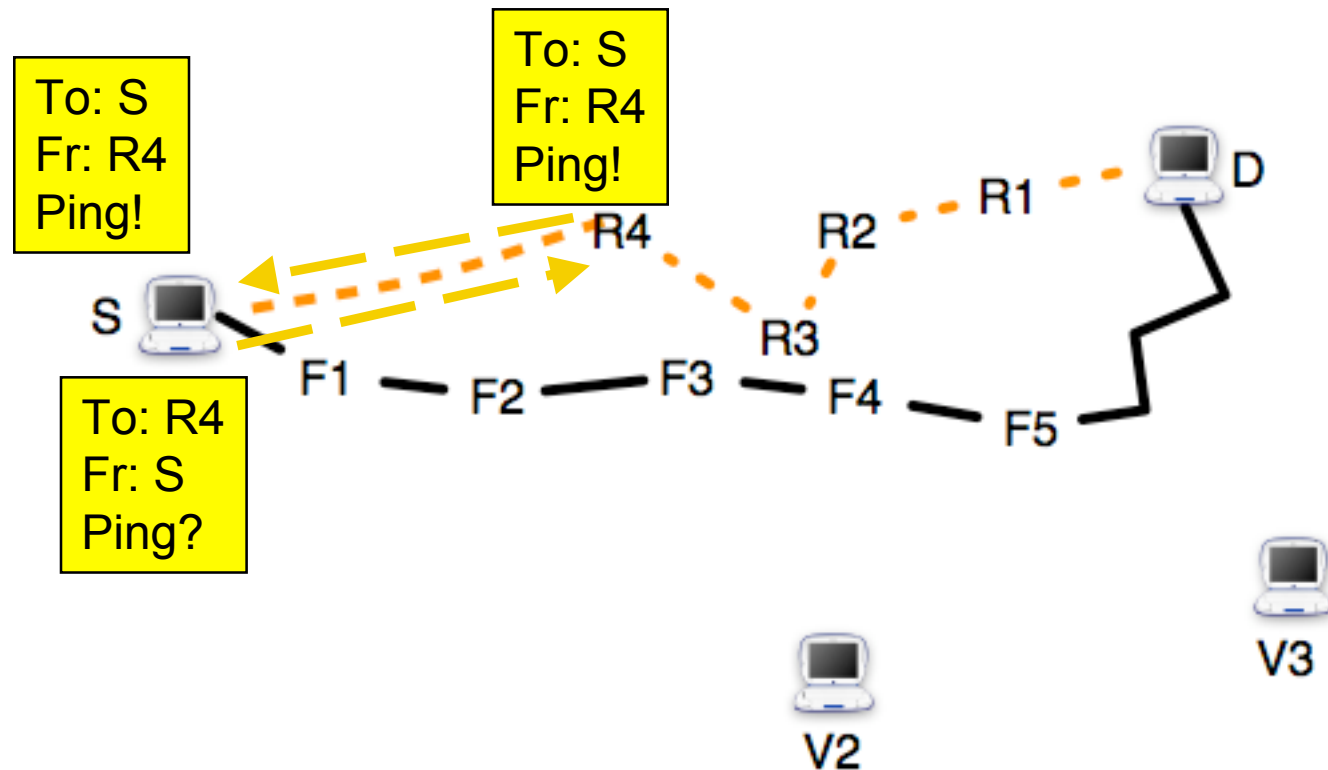 To: S
Fr: R4
Ping!
To: S
Fr: R4
Ping!
D
R1
R4
R2
S
R3
F1
F2
F3
F4
F5
To: R4
Fr: S
Ping?
V3
V2